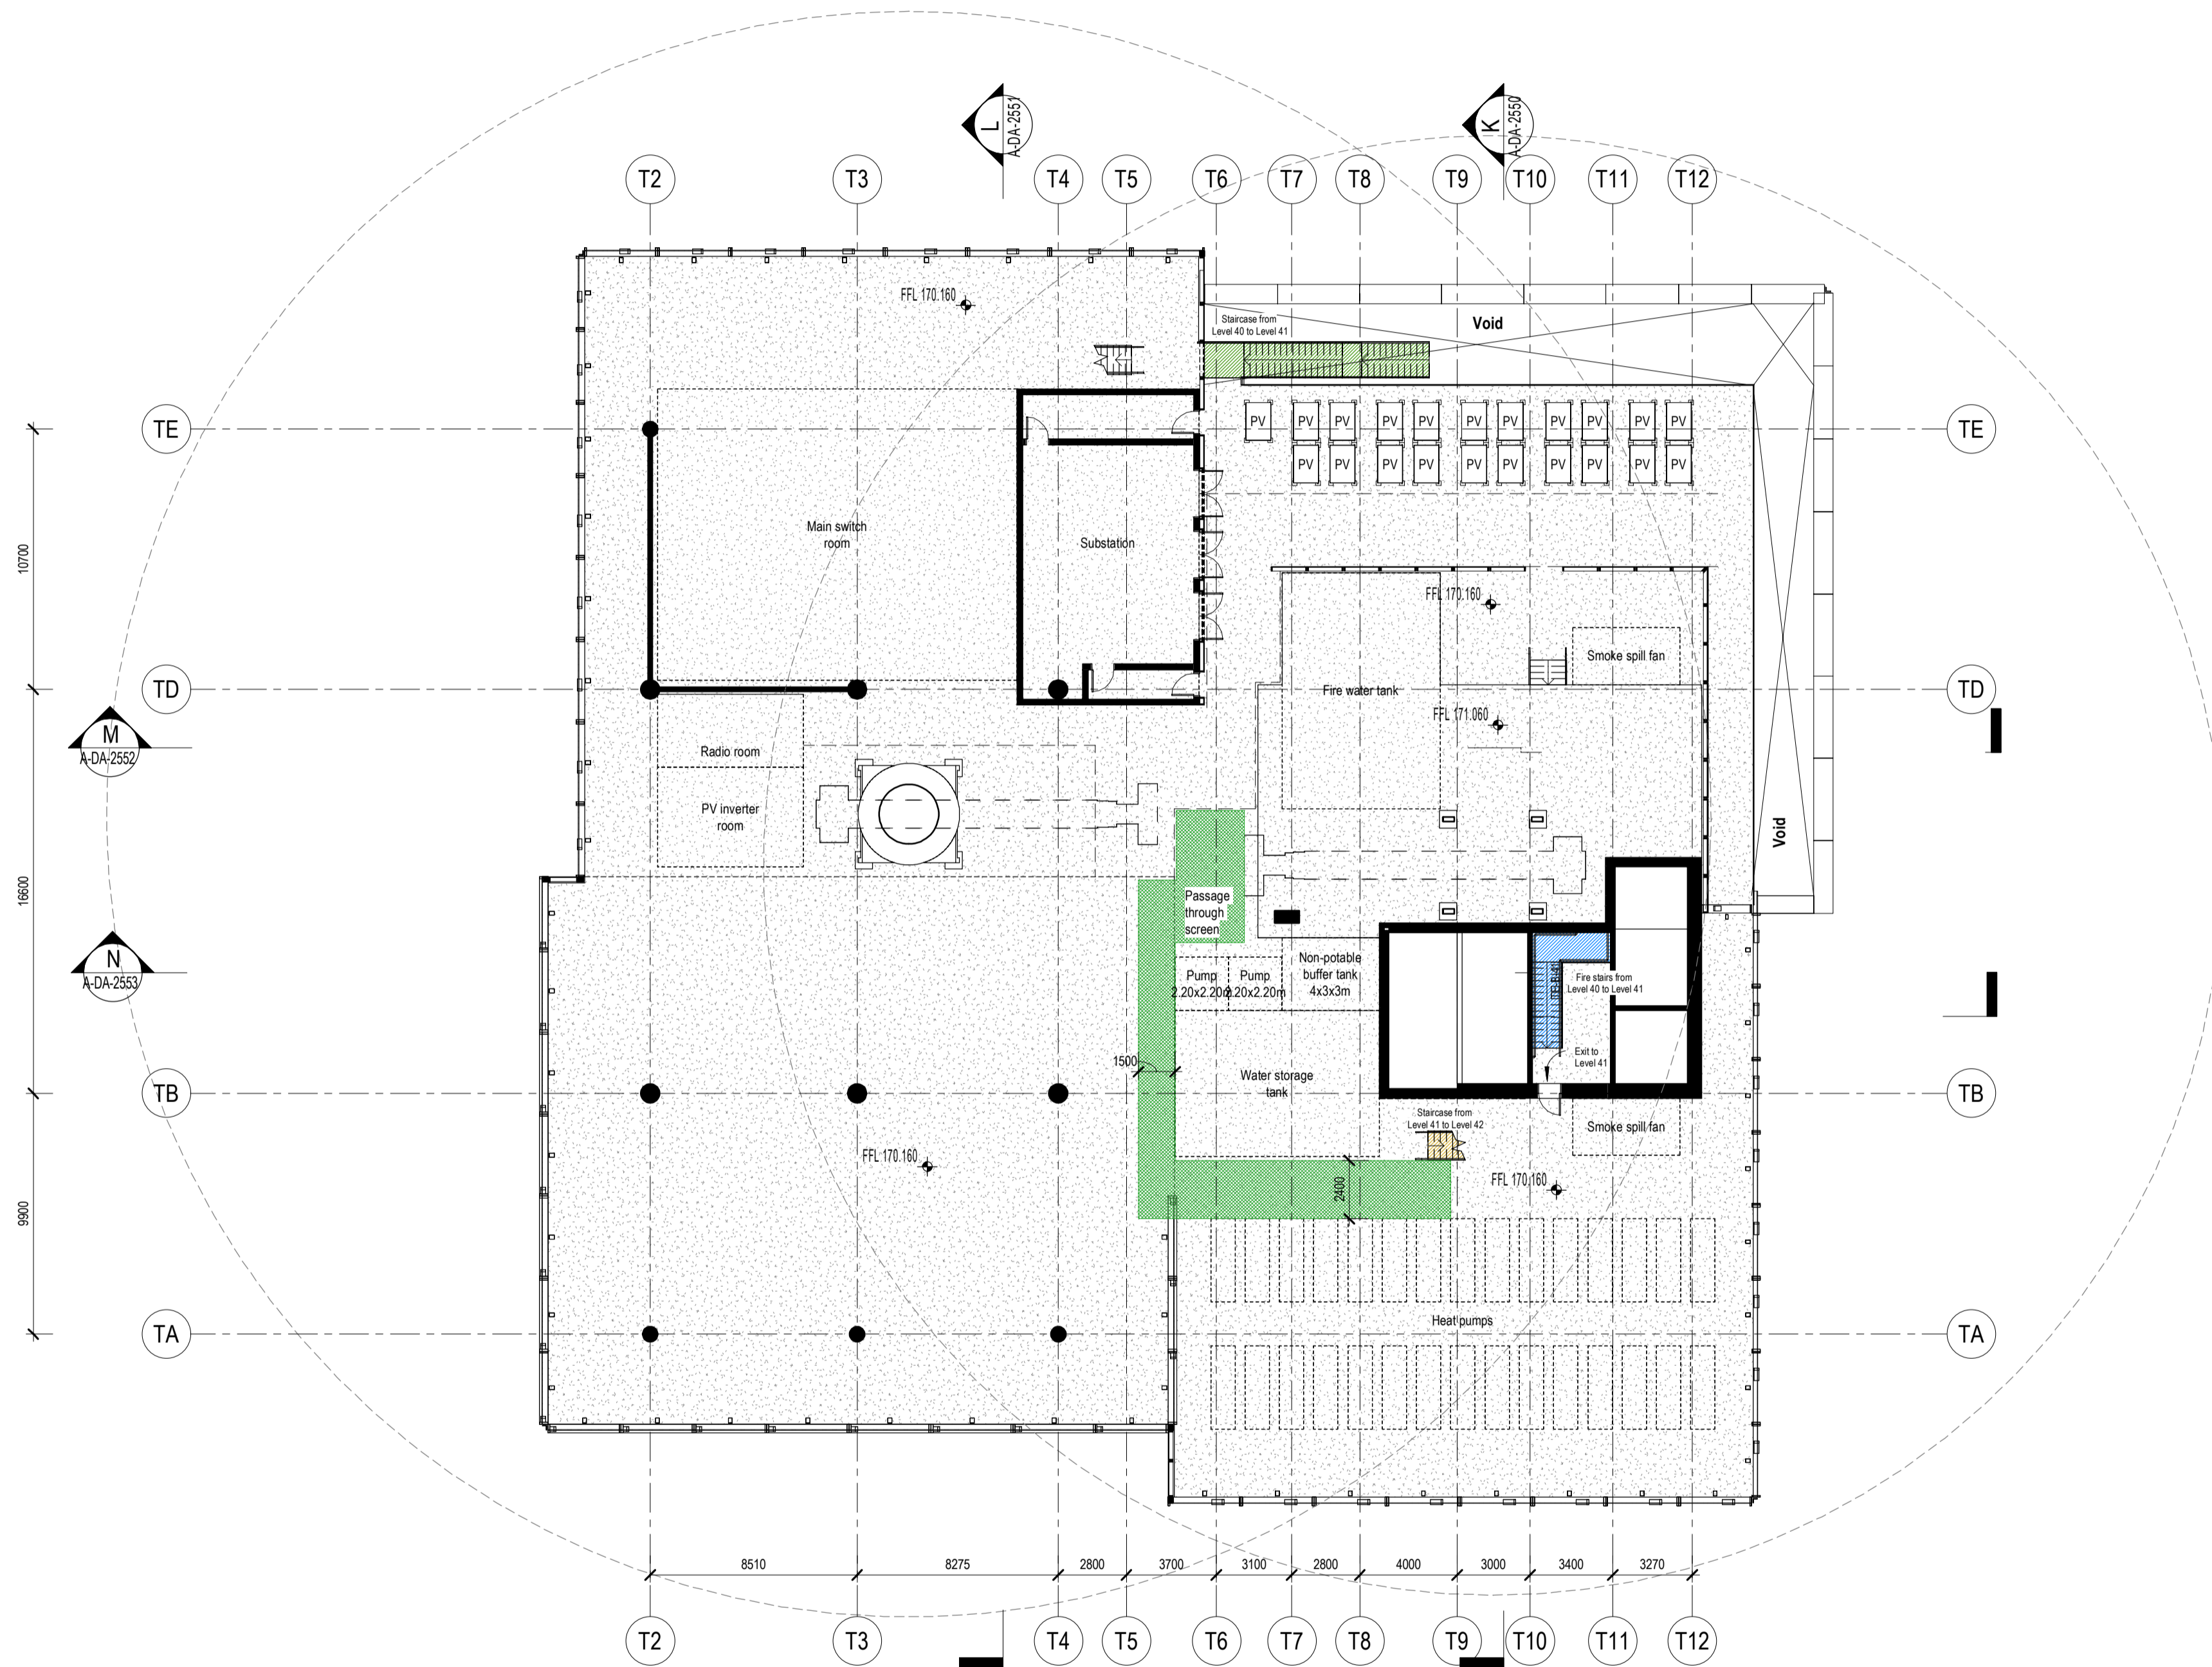 L
A-DA-2551
K
A-DA-2550
T2
T3
T4
T5
T6
T7
T8
T9
T10
T11
T12
FFL 170.160
Staircase from
Level 40 to Level 41
Void
TE
PV PV PV PV PV PV PV PV PV PV PV
TE
PV PV PV PV PV PV PV PV PV PV
10700
Main switch
room
Substation
FFL 170.160
Smoke spill fan
TD
Fire water tank
TD
FFL 171.060
M
A-DA-2552
Radio room
PV inverter
room
Void
16600
Passage
through
screen
N
A-DA-2553
Pump
2.20x2.20m
Pump
2.20x2.20m
Non-potable
buffer tank
4x3x3m
Fire stairs from
Level 40 to Level 41
Exit to
Level 41
1500
Water storage
tank
TB
TB
Staircase from
Level 41 to Level 42
Smoke spill fan
FFL 170.160
FFL 170.160
2400
9900
Heat pumps
TA
TA
8510
8275
2800
3700
3100
2800
4000
3000
3400
3270
T2
T3
T4
T5
T6
T7
T8
T9
T10
T11
T12